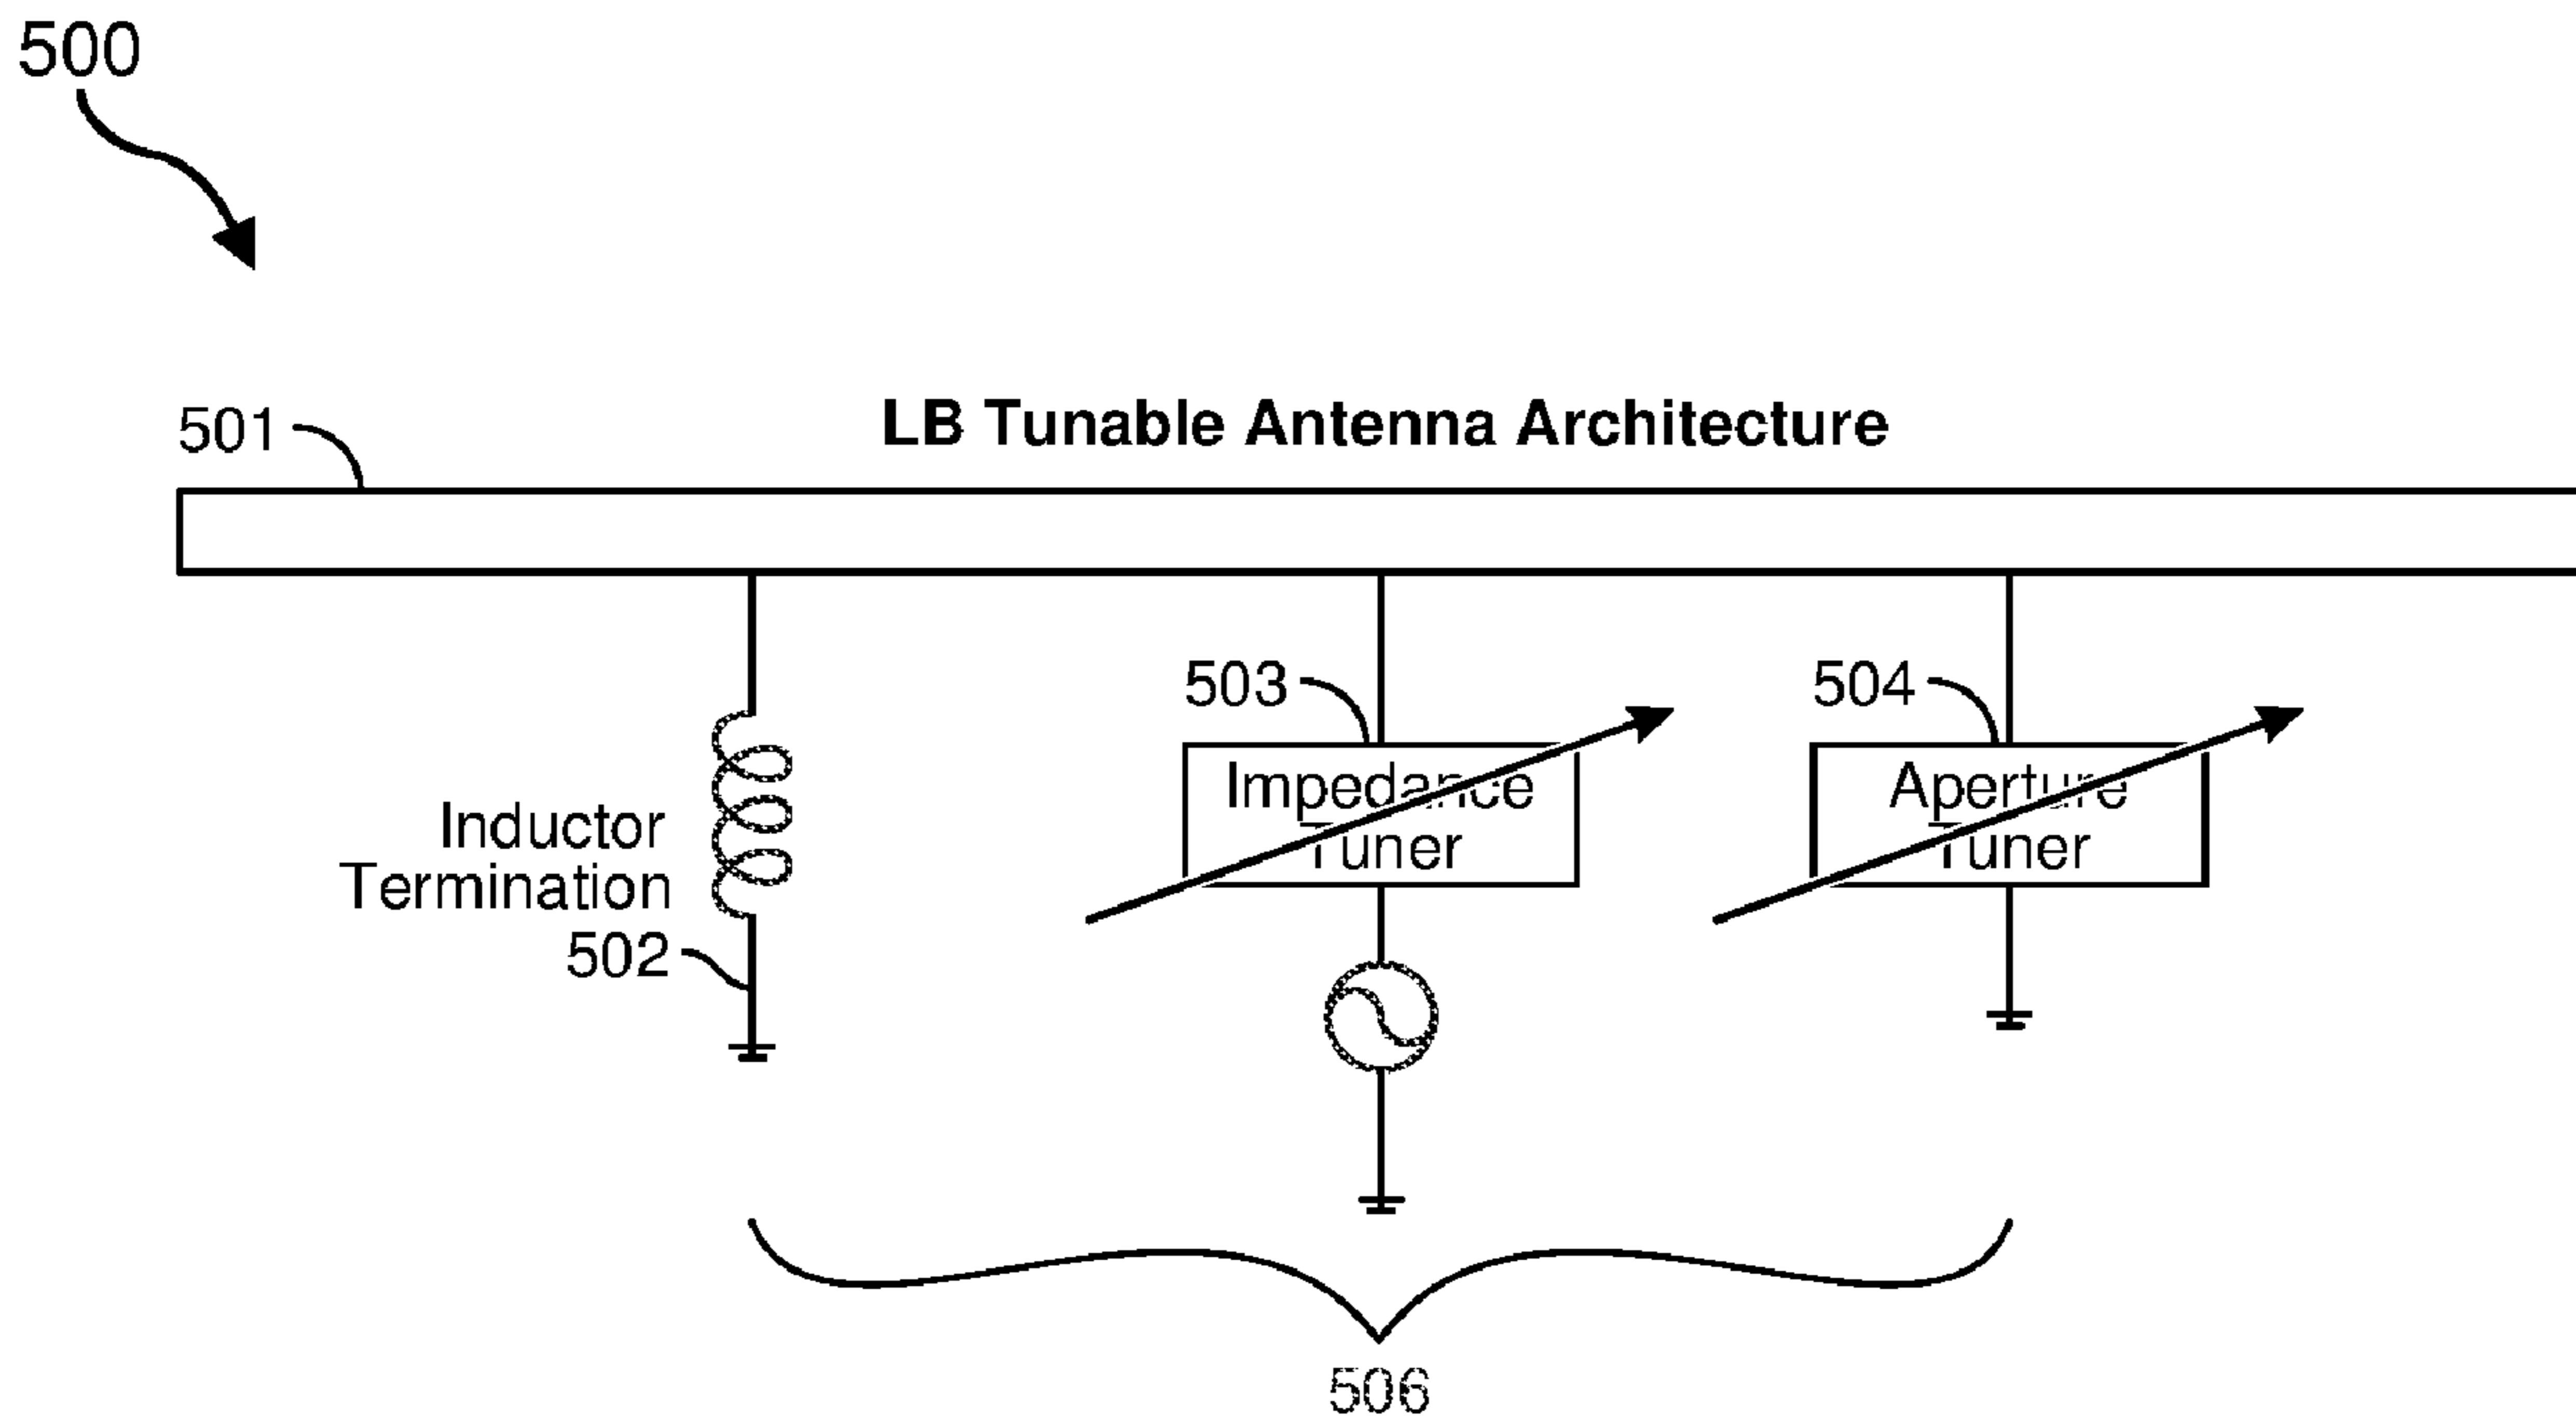 500
LB Tunable Antenna Architecture
501
503
504
Impedance
Tuner
Aperture
Tuner
Inductor
Termination
502
506